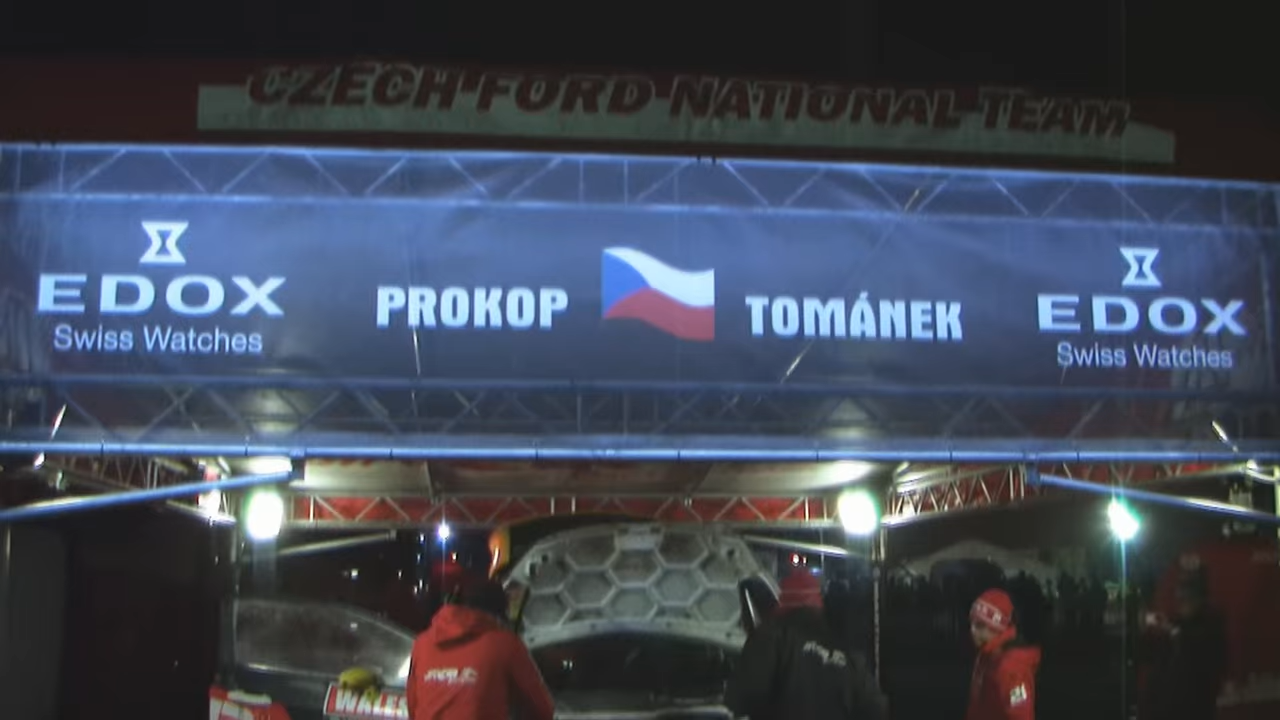 CZECH FORD NATIONAL TEAM
EDOX
Swiss Watches
PROKOP
TOMÁNEK
EDOX
Swiss Watches
WALES